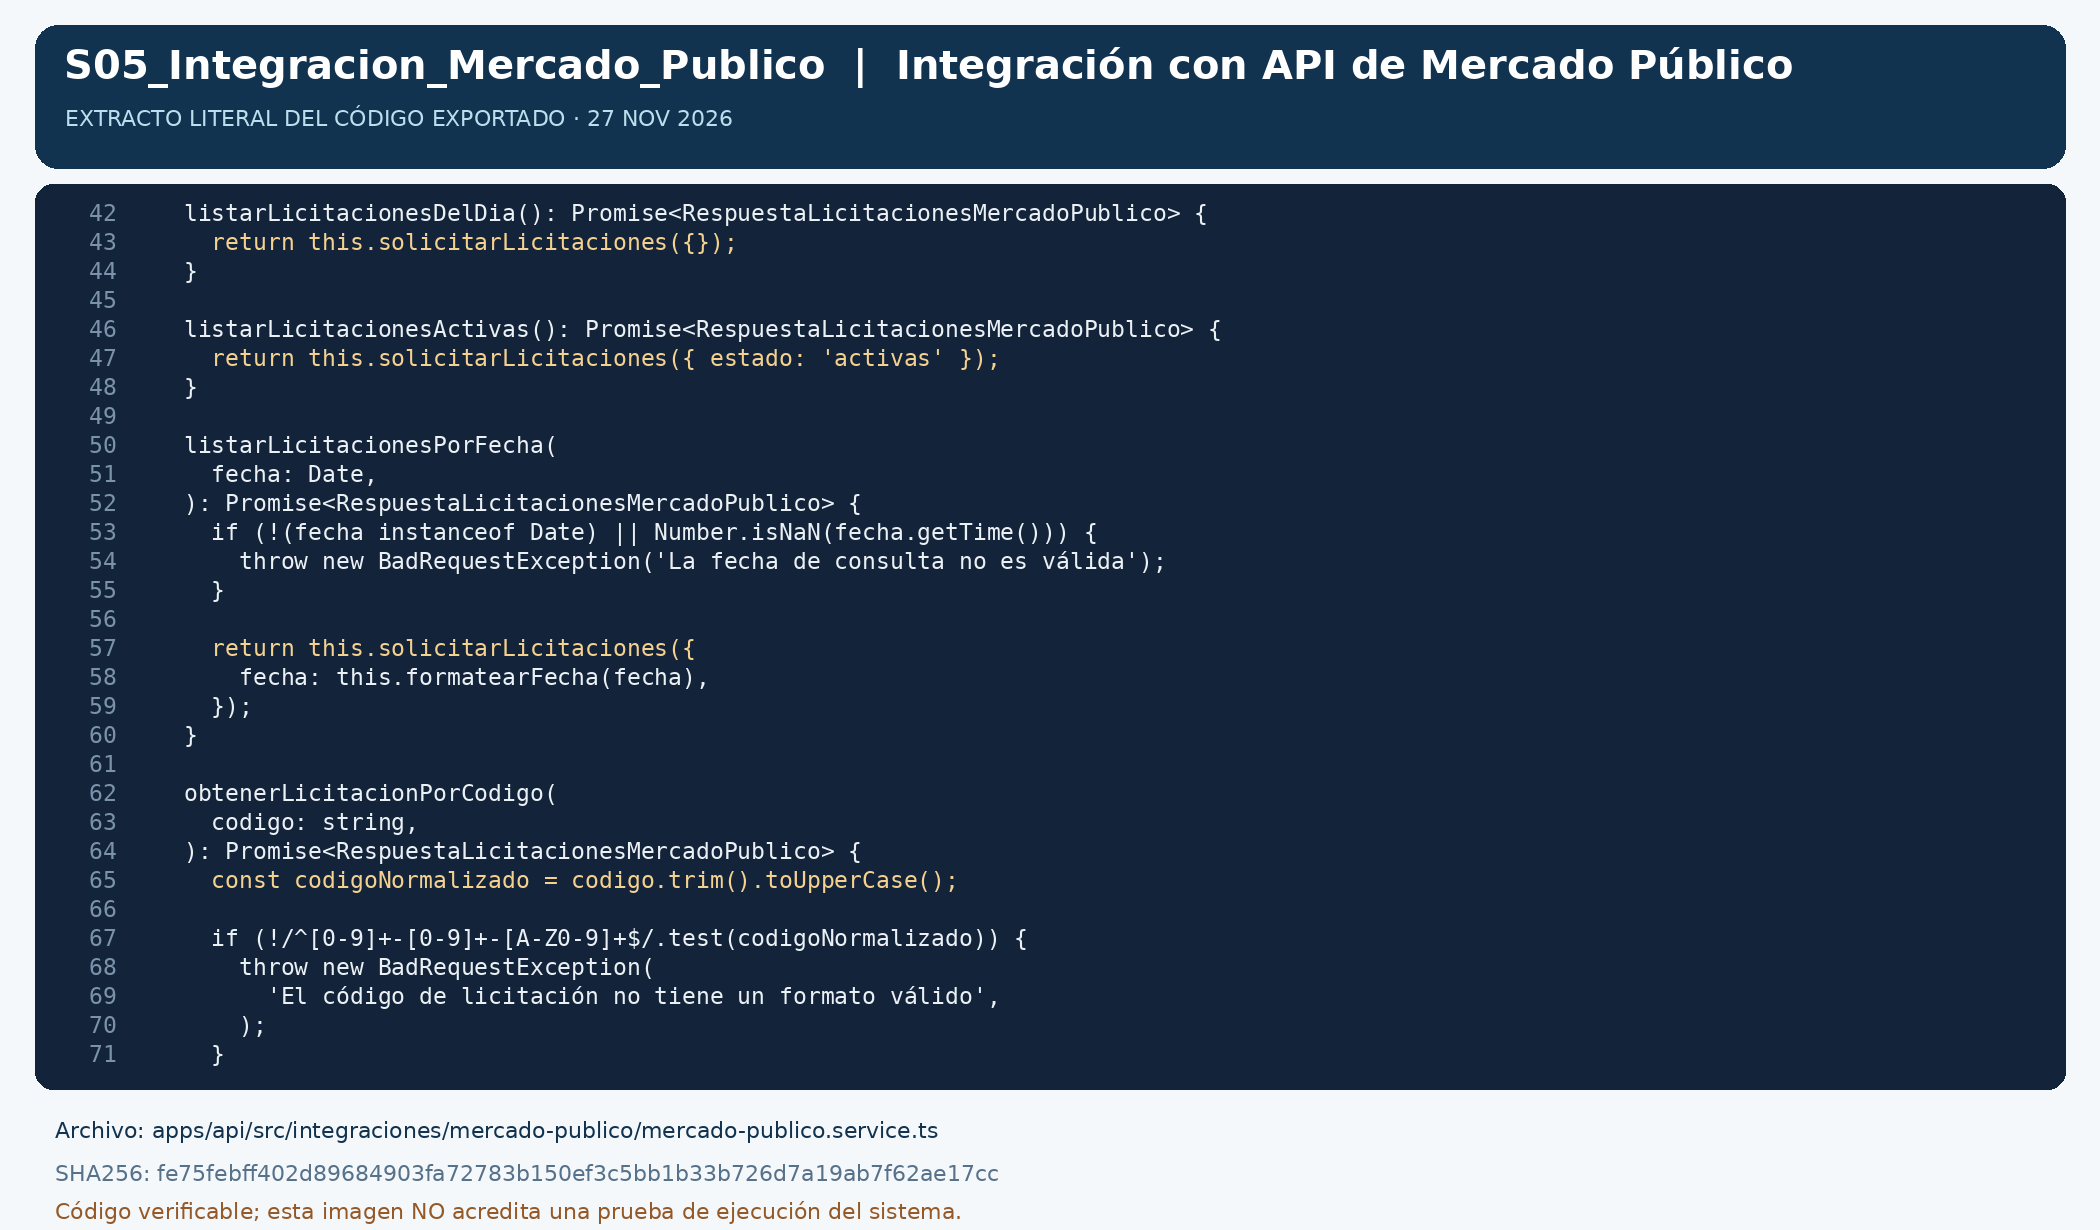 S05_Integracion_Mercado_Publico | Integración con API de Mercado Público
EXTRACTO LITERAL DEL CÓDIGO EXPORTADO · 27 NOV 2026
42 listarLicitacionesDelDia(): Promise<RespuestaLicitacionesMercadoPublico> {
43 return this.solicitarLicitaciones({});
44 }
45
46 listarLicitacionesActivas(): Promise<RespuestaLicitacionesMercadoPublico> {
47 return this.solicitarLicitaciones({ estado: 'activas' });
48 }
49
50 listarLicitacionesPorFecha(
51 fecha: Date,
52 ): Promise<RespuestaLicitacionesMercadoPublico> {
53 if (!(fecha instanceof Date) || Number.isNaN(fecha.getTime())) {
54 throw new BadRequestException('La fecha de consulta no es válida');
55 }
56
57 return this.solicitarLicitaciones({
58 fecha: this.formatearFecha(fecha),
59 });
60 }
61
62 obtenerLicitacionPorCodigo(
63 codigo: string,
64 ): Promise<RespuestaLicitacionesMercadoPublico> {
65 const codigoNormalizado = codigo.trim().toUpperCase();
66
67 if (!/^[0-9]+-[0-9]+-[A-Z0-9]+$/.test(codigoNormalizado)) {
68 throw new BadRequestException(
69 'El código de licitación no tiene un formato válido',
70 );
71 }
Archivo: apps/api/src/integraciones/mercado-publico/mercado-publico.service.ts
SHA256: fe75febff402d89684903fa72783b150ef3c5bb1b33b726d7a19ab7f62ae17cc
Código verificable; esta imagen NO acredita una prueba de ejecución del sistema.